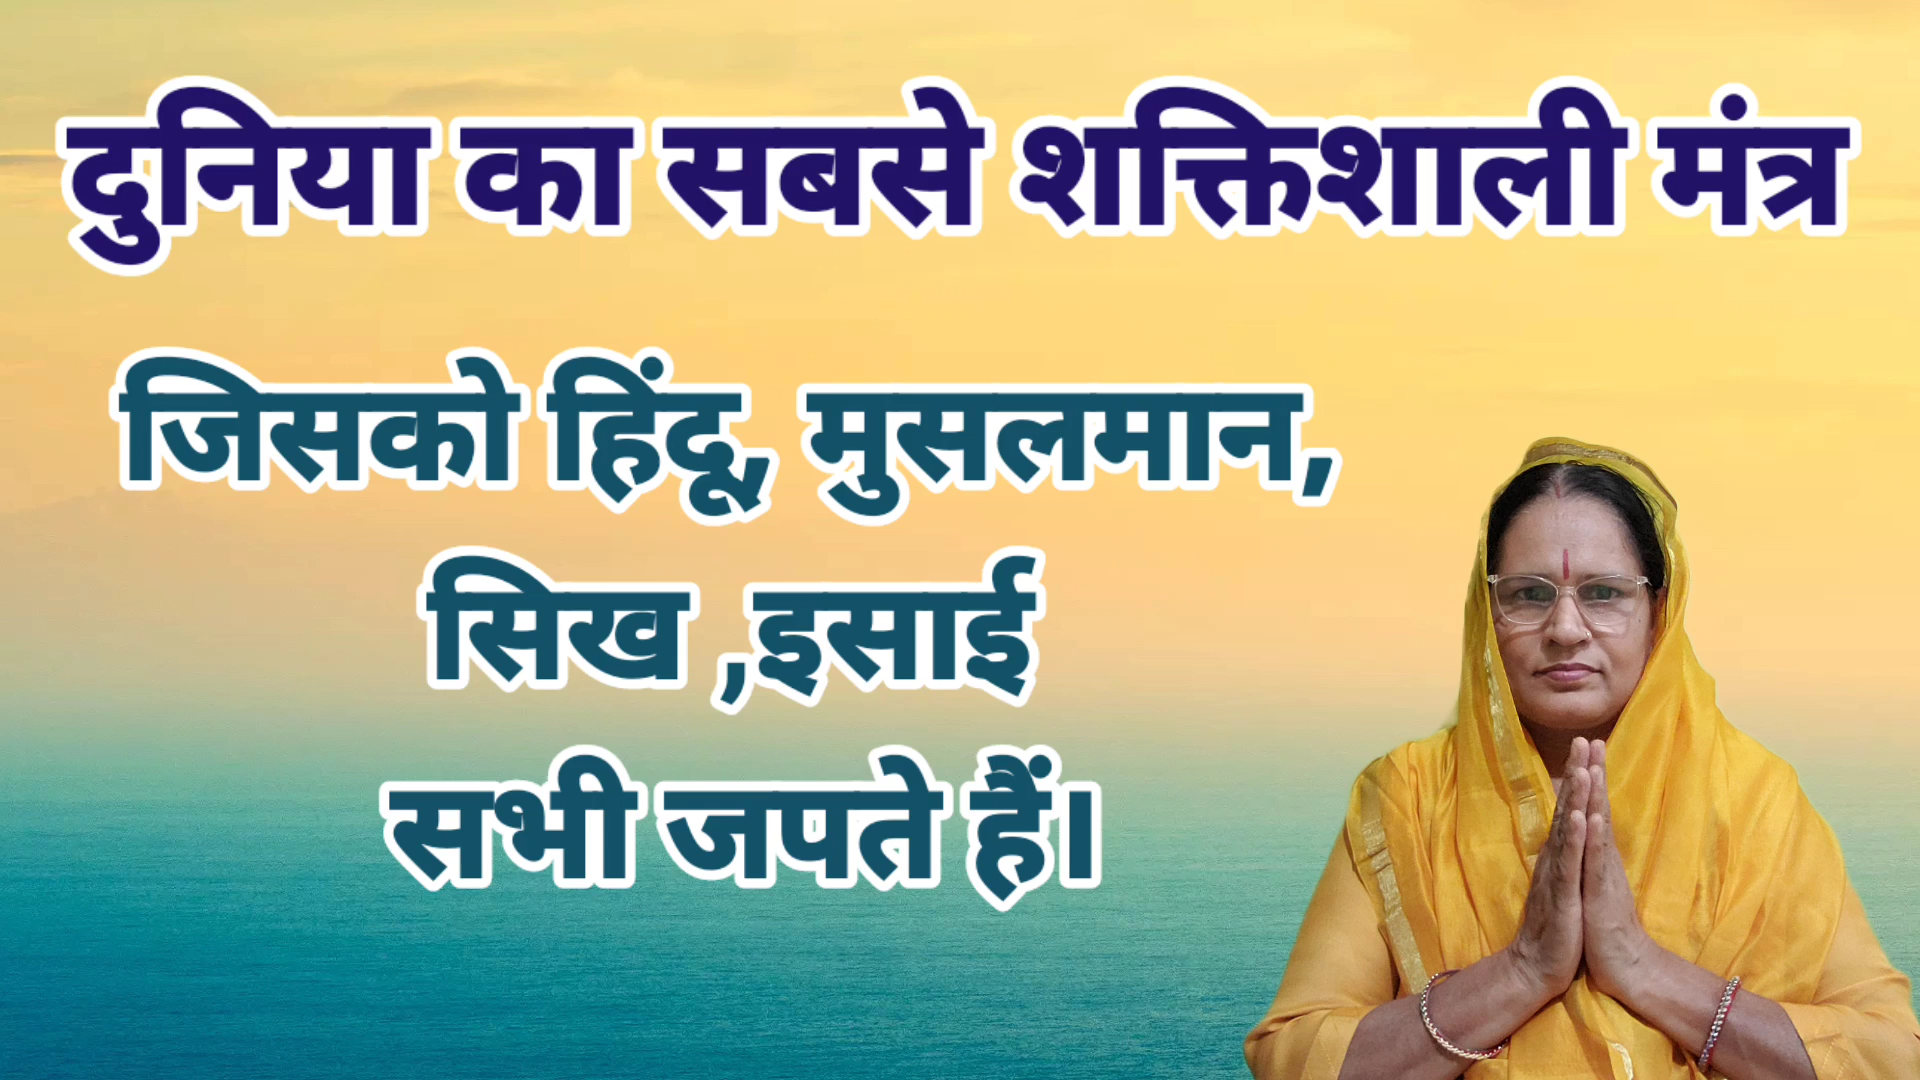 दुनिया का सबसे शक्तिशाली मंत्र
जिसको हिंदू, मुसलमान,
सिख ,इसाई
सभी जपते हैं।